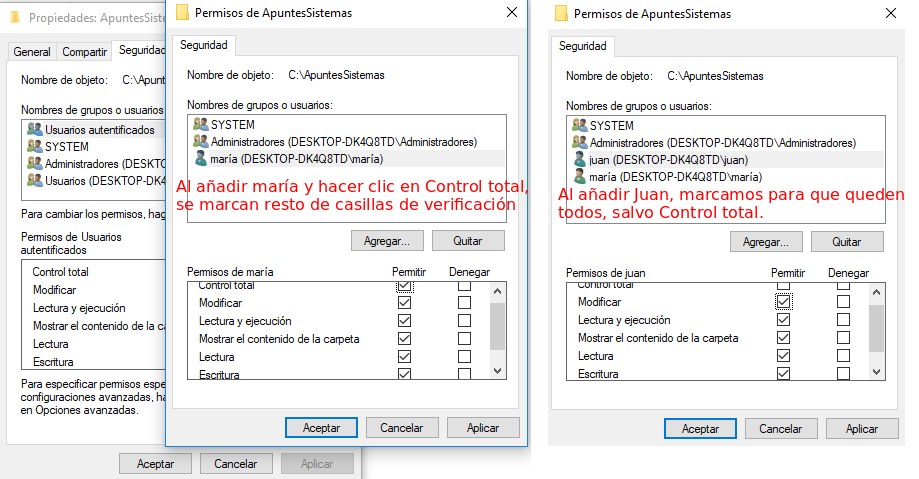 Propiedades: ApuntesSiste
General
Compartir
Seguridad
Nombre de objeto: C:\Apu
Nombres de grupos o usuarios:
Usuarios autentificados
SYSTEM
Administradores (DESKTOP
Usuarios (DESKTOP-DK4
Para cambiar los permisos, hag
Permisos de Usuarios
autentificados
Control total
Modificar
Lectura y ejecución
Mostrar el contenido de la ca
Lectura
Escritura
Para especificar permisos espe
configuraciones avanzadas, ha
en Opciones avanzadas.
Aceptar
Cancelar
Aplicar
Permisos de ApuntesSistemas
Seguridad
Nombre de objeto: C:\ApuntesSistemas
Nombres de grupos o usuarios:
SYSTEM
Administradores (DESKTOP-DK4Q8TD\Administradores)
maría (DESKTOP-DK4Q8TD\maría)
Al añadir maría y hacer clic en Control total,
se marcan resto de casillas de verificación
Agregar...
Quitar
Permisos de maría Permitir Denegar
Control total
Modificar
Lectura y ejecución
Mostrar el contenido de la carpeta
Lectura
Escritura
Aceptar
Cancelar
Aplicar
Permisos de ApuntesSistemas
Seguridad
Nombre de objeto: C:\ApuntesSistemas
Nombres de grupos o usuarios:
SYSTEM
Administradores (DESKTOP-DK4Q8TD\Administradores)
juan (DESKTOP-DK4Q8TD\juan)
maría (DESKTOP-DK4Q8TD\maría)
Al añadir Juan, marcamos para que queden
todos, salvo Control total.
Agregar...
Quitar
Permisos de juan Permitir Denegar
Control total
Modificar
Lectura y ejecución
Mostrar el contenido de la carpeta
Lectura
Escritura
Aceptar
Cancelar
Aplicar